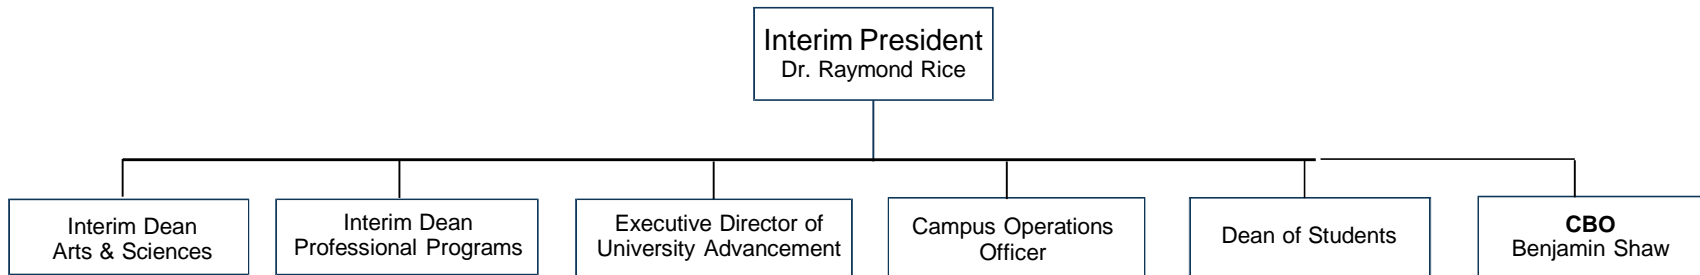 Interim President
Dr. Raymond Rice
Interim Dean
Arts & Sciences
Interim Dean
Professional Programs
Executive Director of
University Advancement
Campus Operations
Officer
Dean of Students
CBO
Benjamin Shaw